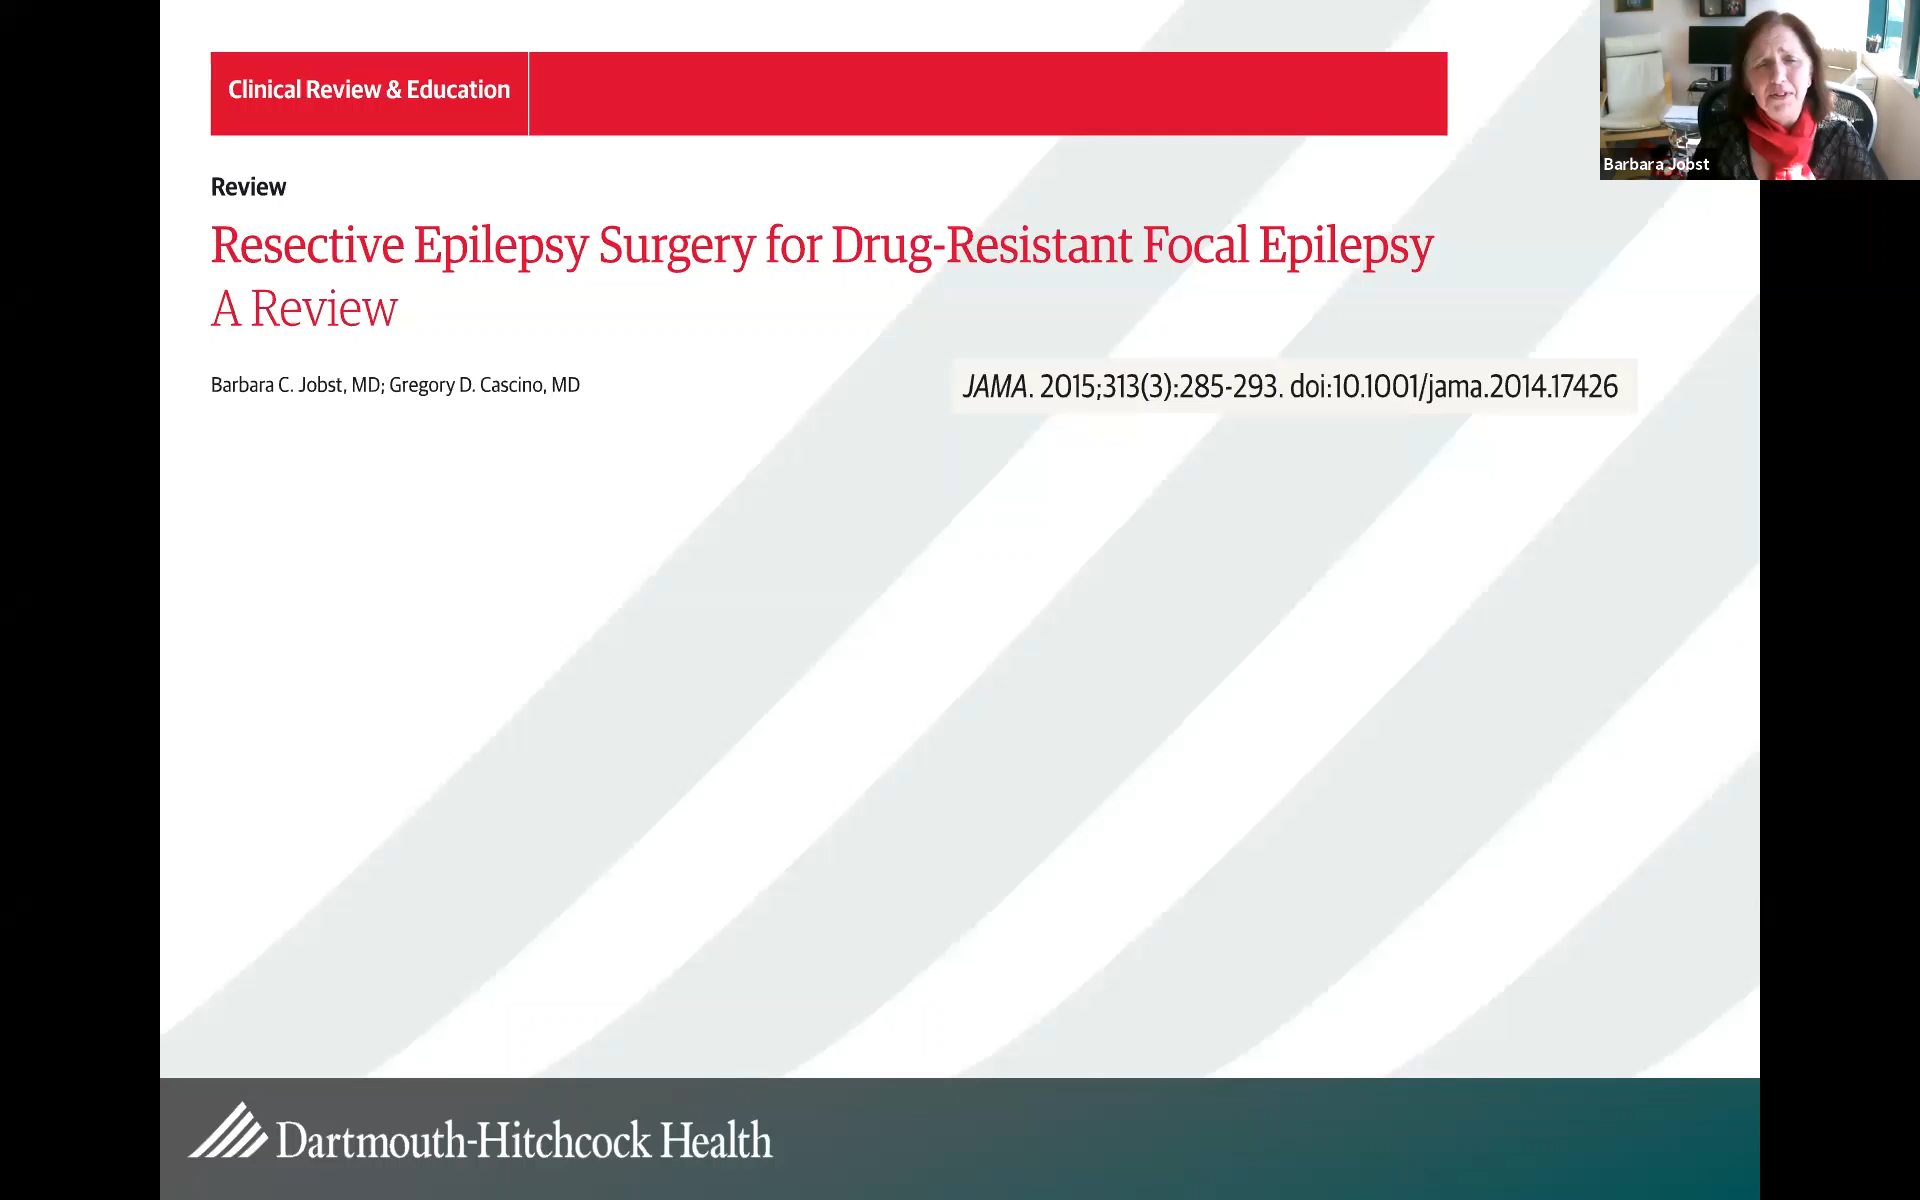 Clinical Review & Education
Barbara Jobst
Review
Resective Epilepsy Surgery for Drug-Resistant Focal Epilepsy
A Review
Barbara C. Jobst, MD; Gregory D. Cascino, MD
JAMA. 2015;313(3):285-293. doi:10.1001/jama.2014.17426
Dartmouth-Hitchcock Health